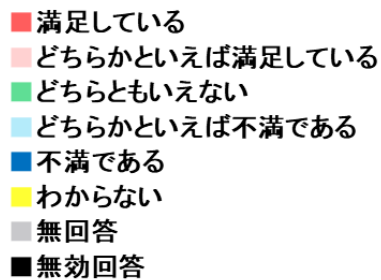 満足している
どちらかといえば満足している
どちらともいえない
どちらかといえば不満である
不満である
わからない
無回答
無効回答